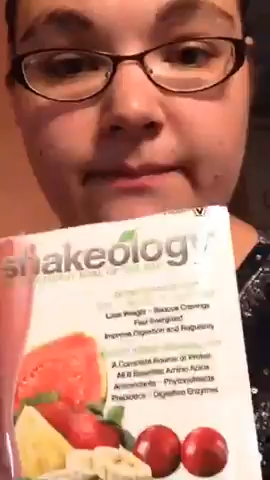 shakeology
Lose Weight - Reduce Cravings
Feel Energized
Improve Digestion and Regularity
A Complete Source of Protein
All 8 Essential Amino Acids
Antioxidants - Phytonutrients
Prebiotics - Digestive Enzymes